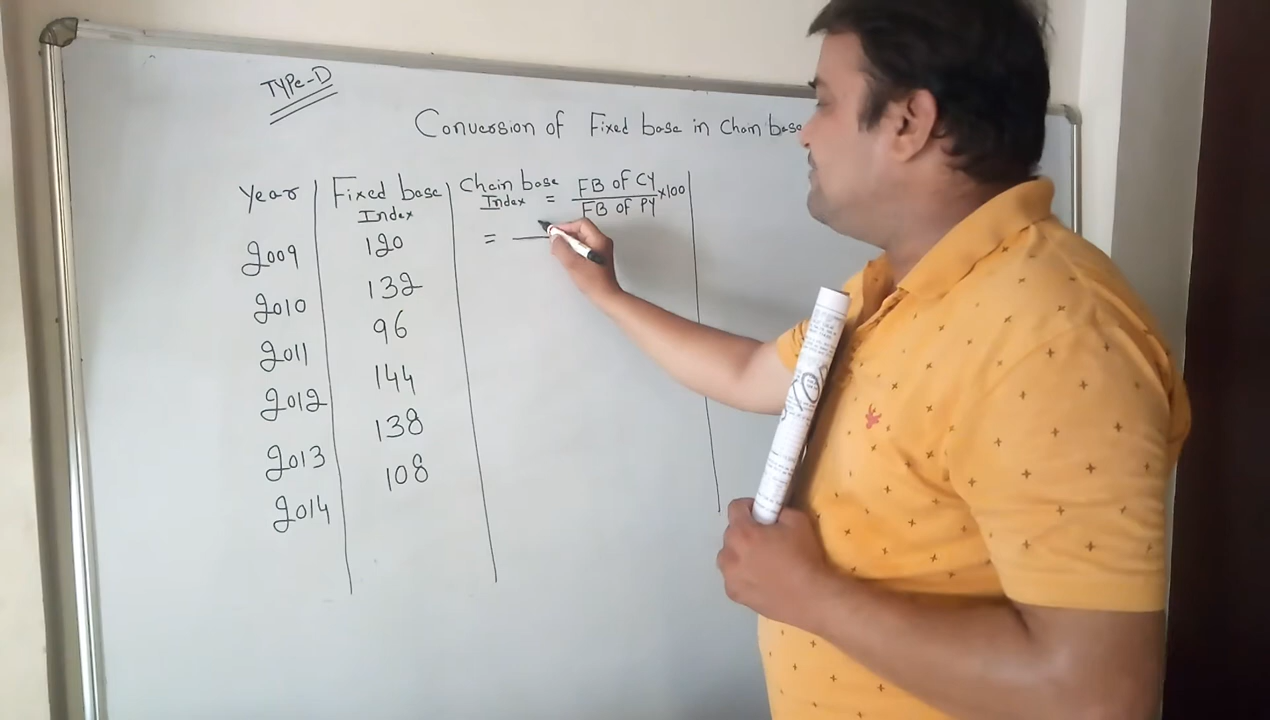 TYPe-D
Conversion of Fixed base in Chain base
Year Fixed base Index Chain base Index = FB of CY / FB of PY ×100
2009 120 =
2010 132
2011 96
2012 144
2013 138
2014 108